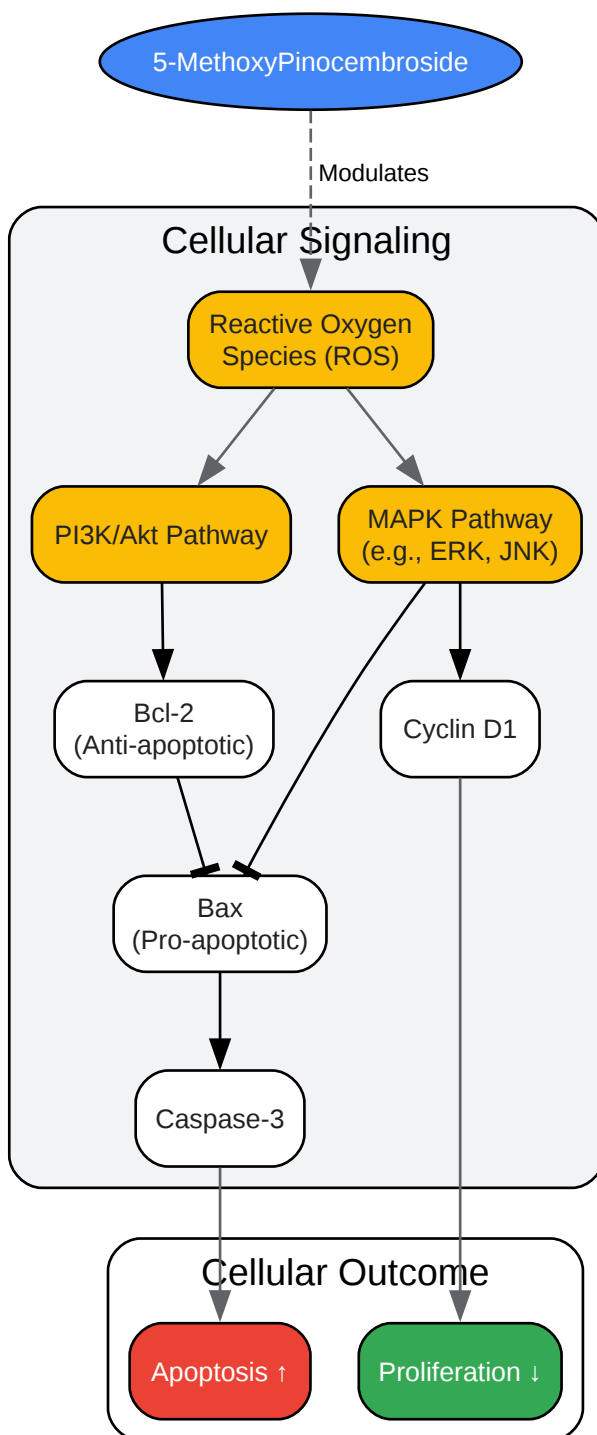 5-MethoxyPinocembroside
Modulates
Cellular Signaling
Reactive Oxygen
Species (ROS)
PI3K/Akt Pathway
MAPK Pathway
(e.g., ERK, JNK)
Bcl-2
(Anti-apoptotic)
Cyclin D1
Bax
(Pro-apoptotic)
Caspase-3
Cellular Outcome
Apoptosis ↑
Proliferation ↓